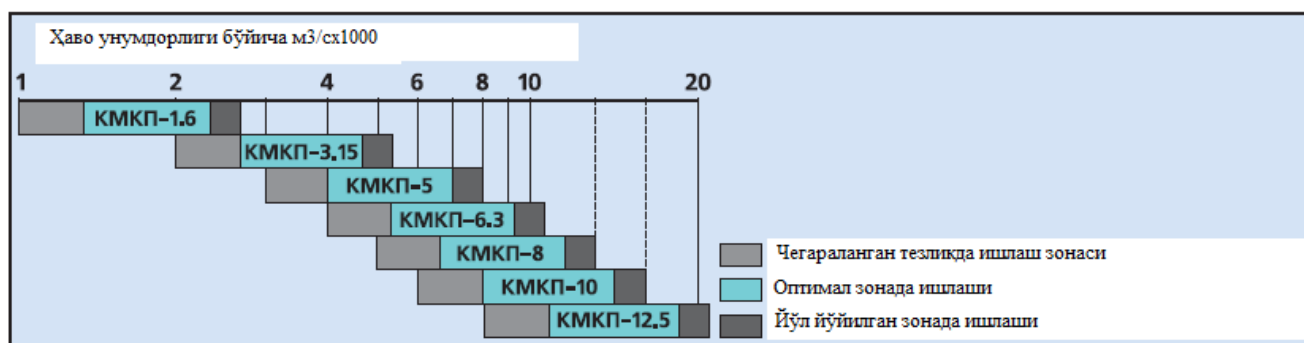 Ҳаво унумдорлиги бўйича м3/сх1000
1 2 4 6 8 10 20
КМКП-1.6
КМКП-3.15
КМКП-5
КМКП-6.3
КМКП-8
КМКП-10
КМКП-12.5
Чегараланган тезликда ишлаш зонаси
Оптимал зонада ишлаши
Йўл йўйилган зонада ишлаши